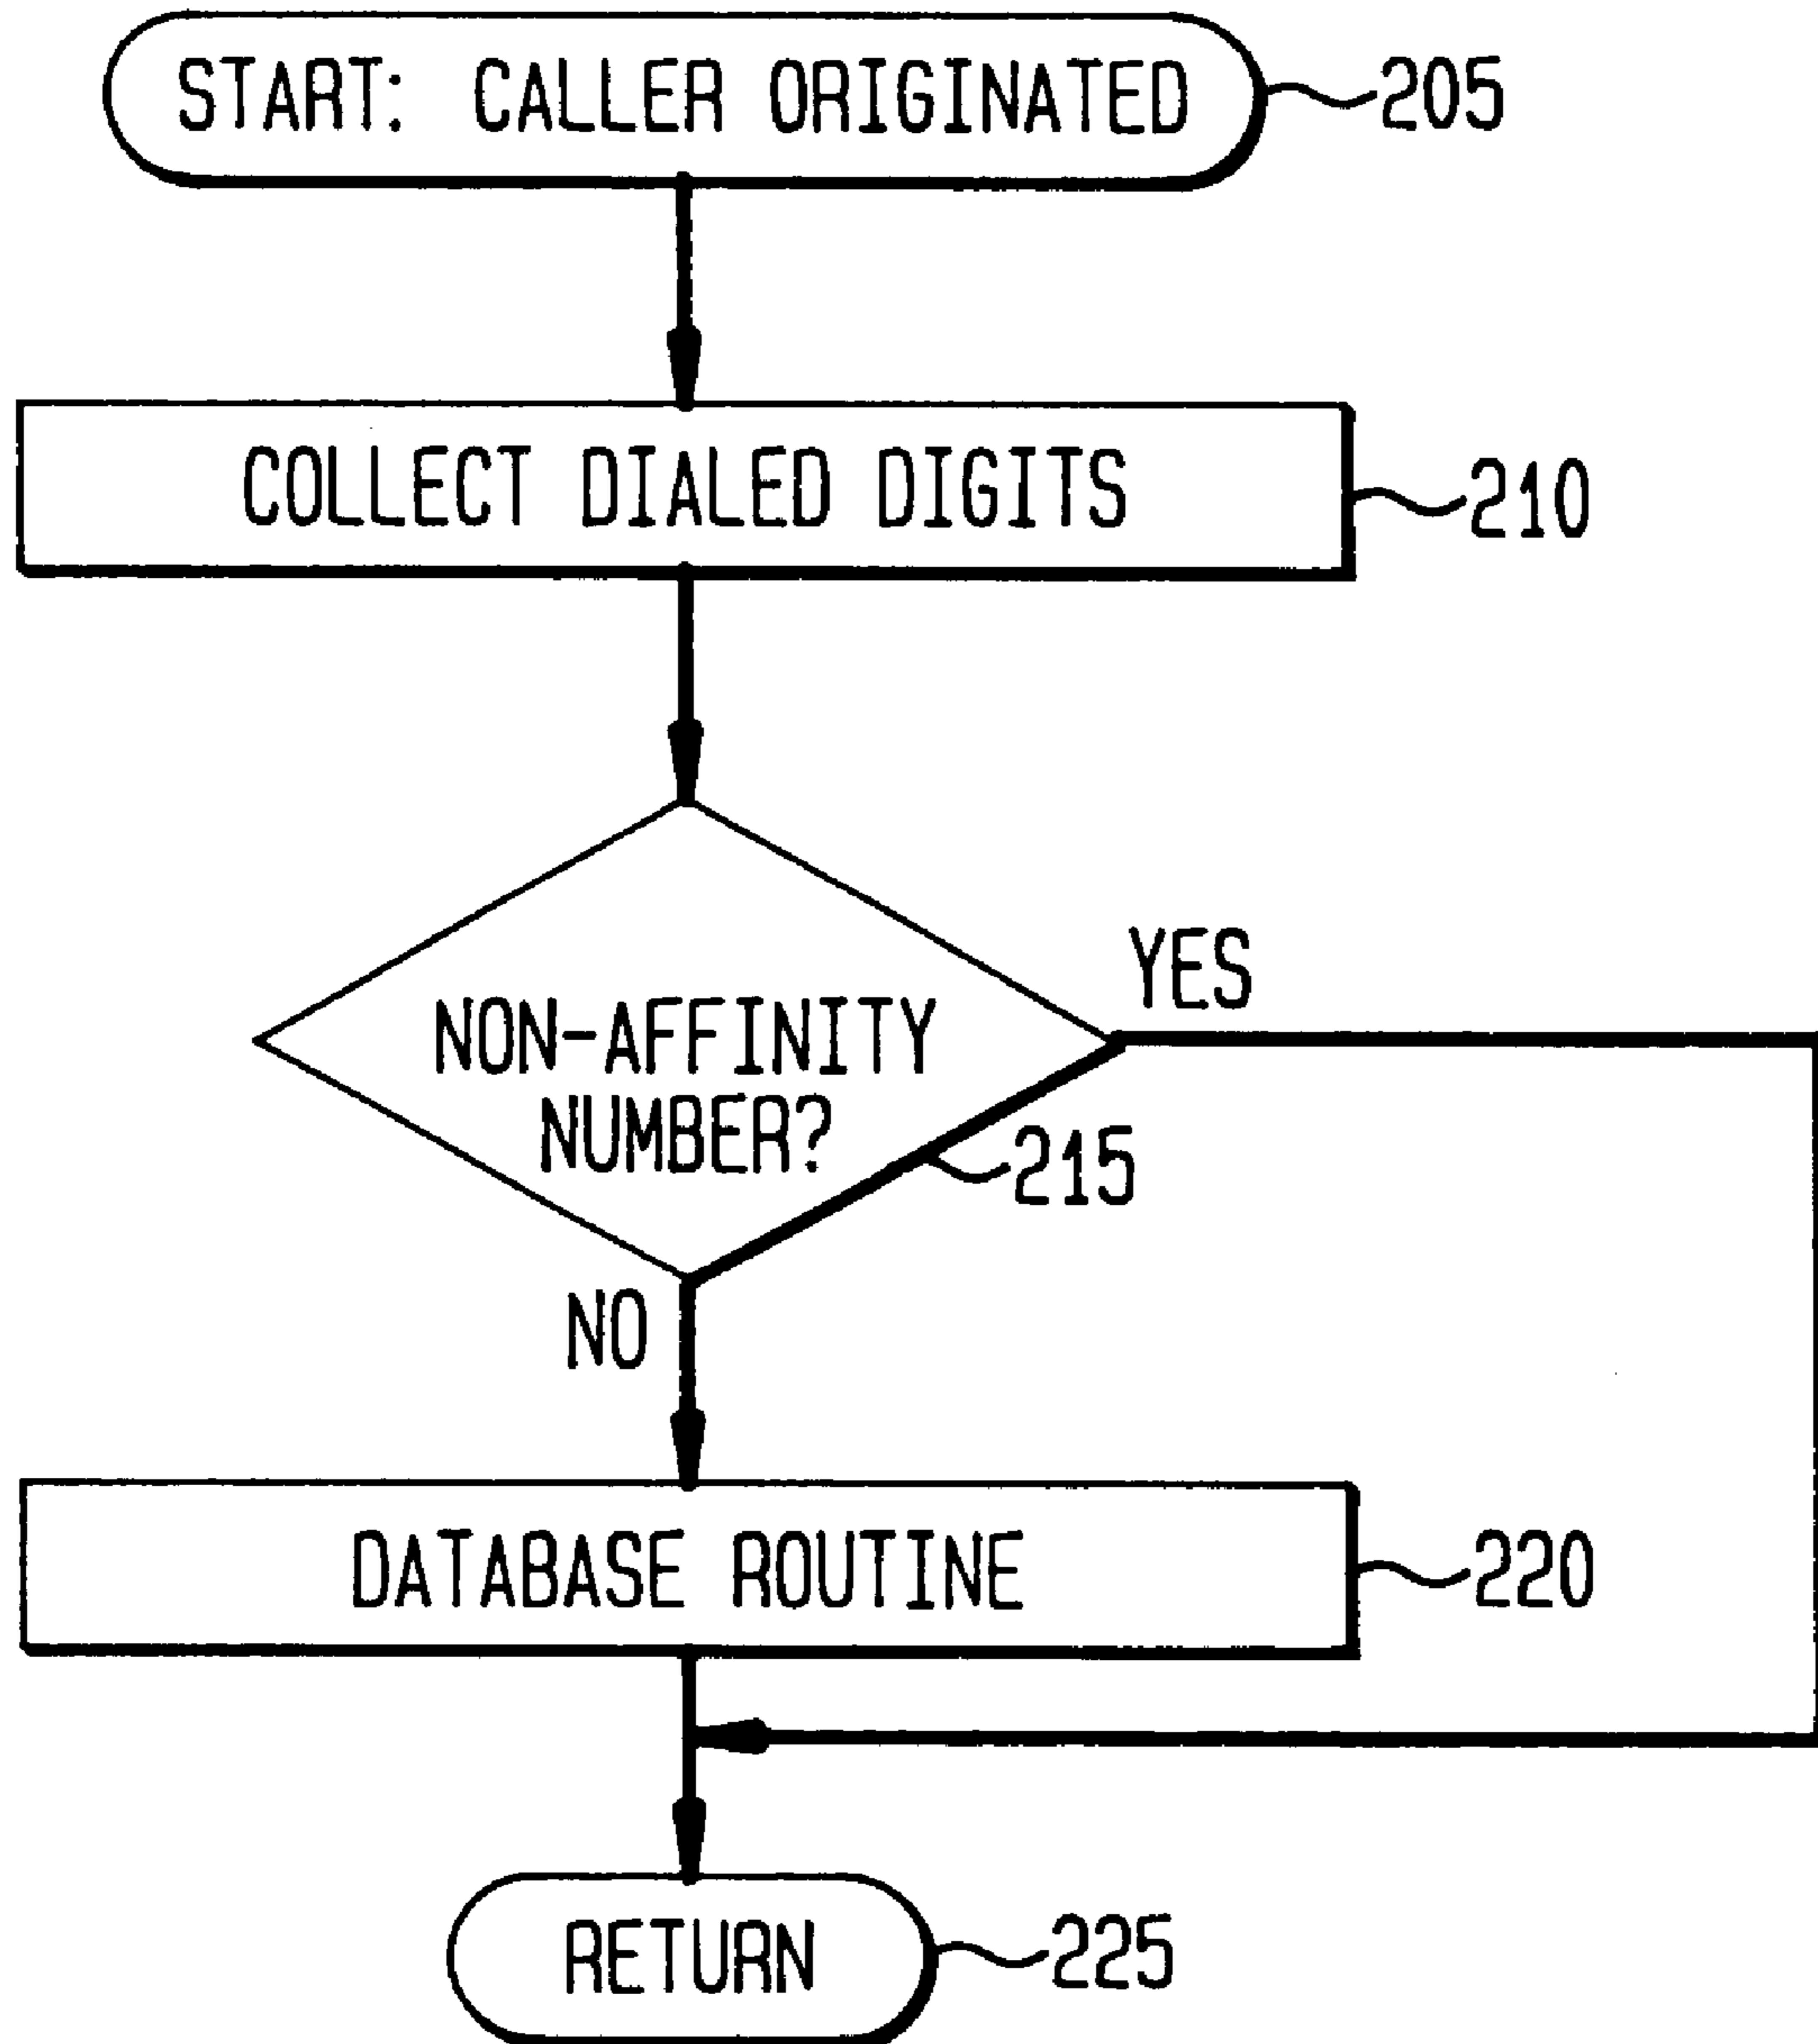 START: CALLER ORIGINATED
205
COLLECT DIALED DIGITS
210
YES
NON-AFFINITY
NUMBER?
215
NO
DATABASE ROUTINE
220
RETURN
225